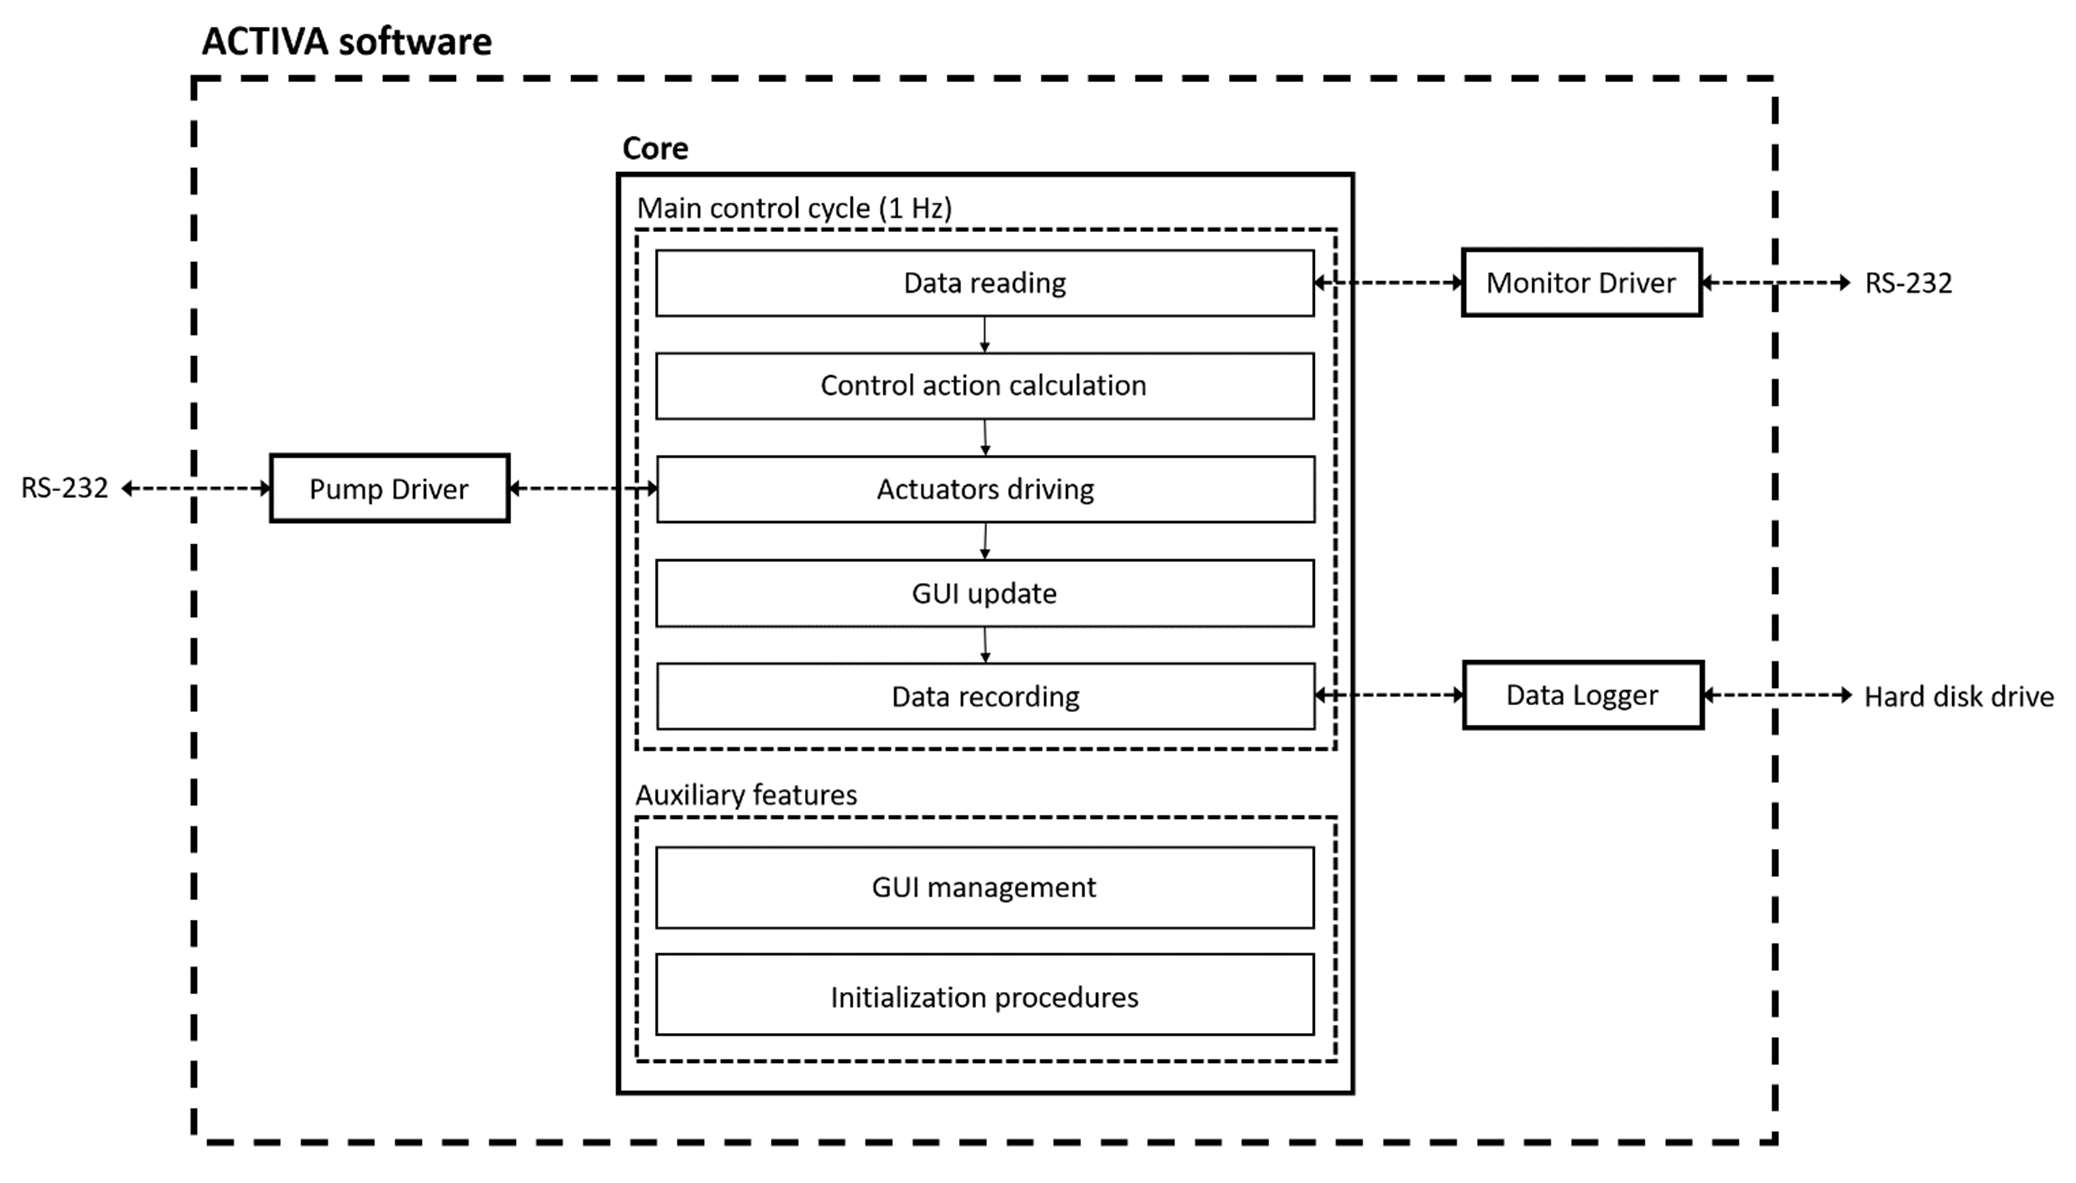 ACTIVA software
Core
Main control cycle (1 Hz)
Data reading
Monitor Driver
RS-232
Control action calculation
RS-232
Pump Driver
Actuators driving
GUI update
Data recording
Data Logger
Hard disk drive
Auxiliary features
GUI management
Initialization procedures